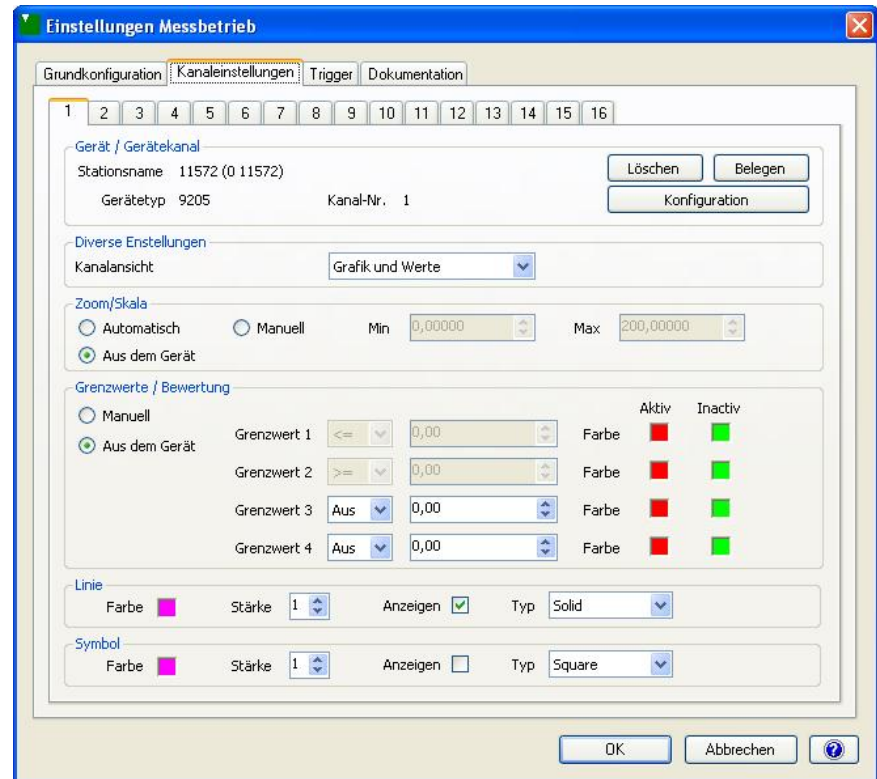 Einstellungen Messbetrieb
Grundkonfiguration Kanaleinstellungen Trigger Dokumentation
1 2 3 4 5 6 7 8 9 10 11 12 13 14 15 16
Gerät / Gerätekanal
Stationsname 11572 (0 11572) Löschen Belegen
Gerätetyp 9205 Kanal-Nr. 1 Konfiguration
Diverse Enstellungen
Kanalansicht Grafik und Werte
Zoom/Skala
Automatisch Manuell Min 0,00000 Max 200,00000
Aus dem Gerät
Grenzwerte / Bewertung
Aktiv Inactiv
Manuell
Grenzwert 1 <= 0,00 Farbe
Aus dem Gerät
Grenzwert 2 >= 0,00 Farbe
Grenzwert 3 Aus 0,00 Farbe
Grenzwert 4 Aus 0,00 Farbe
Linie
Farbe Stärke 1 Anzeigen Typ Solid
Symbol
Farbe Stärke 1 Anzeigen Typ Square
OK Abbrechen ?